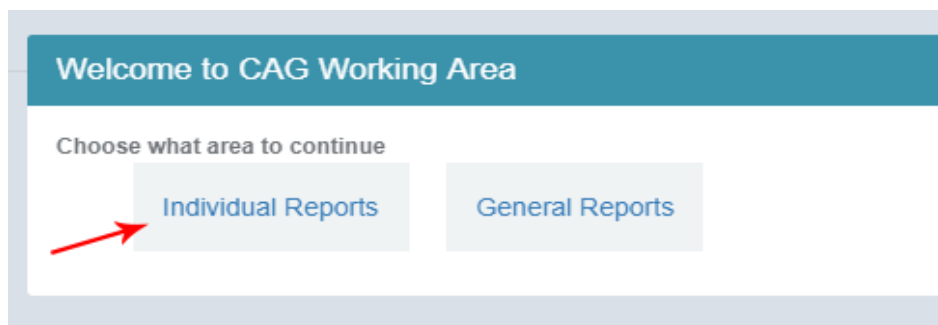 Welcome to CAG Working Area
Choose what area to continue
Individual Reports General Reports